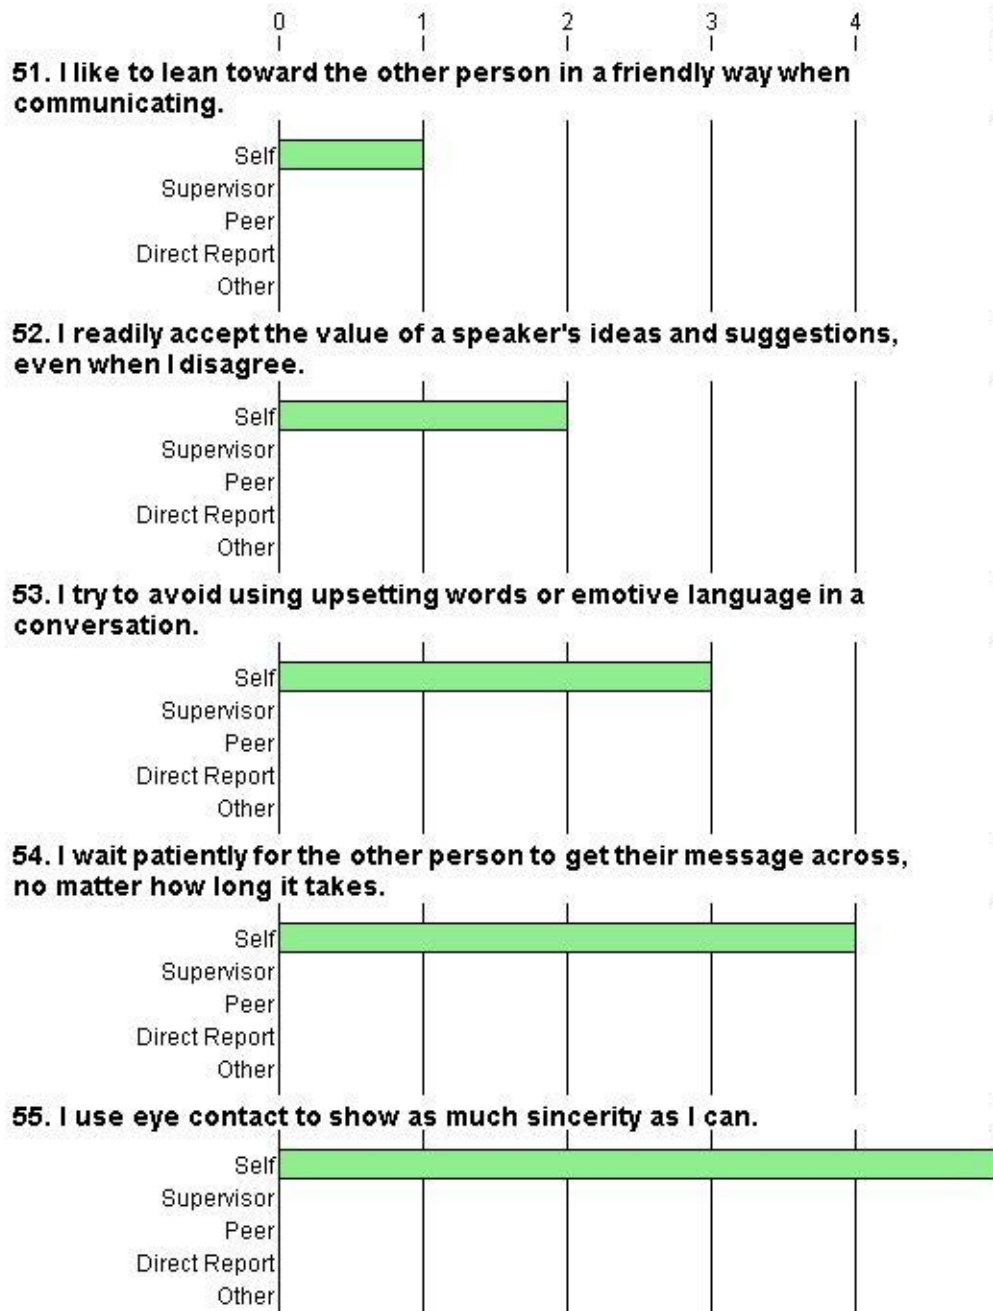 0 1 2 3 4
51. I like to lean toward the other person in a friendly way when
communicating.
Self
Supervisor
Peer
Direct Report
Other
52. I readily accept the value of a speaker's ideas and suggestions,
even when I disagree.
Self
Supervisor
Peer
Direct Report
Other
53. I try to avoid using upsetting words or emotive language in a
conversation.
Self
Supervisor
Peer
Direct Report
Other
54. I wait patiently for the other person to get their message across,
no matter how long it takes.
Self
Supervisor
Peer
Direct Report
Other
55. I use eye contact to show as much sincerity as I can.
Self
Supervisor
Peer
Direct Report
Other